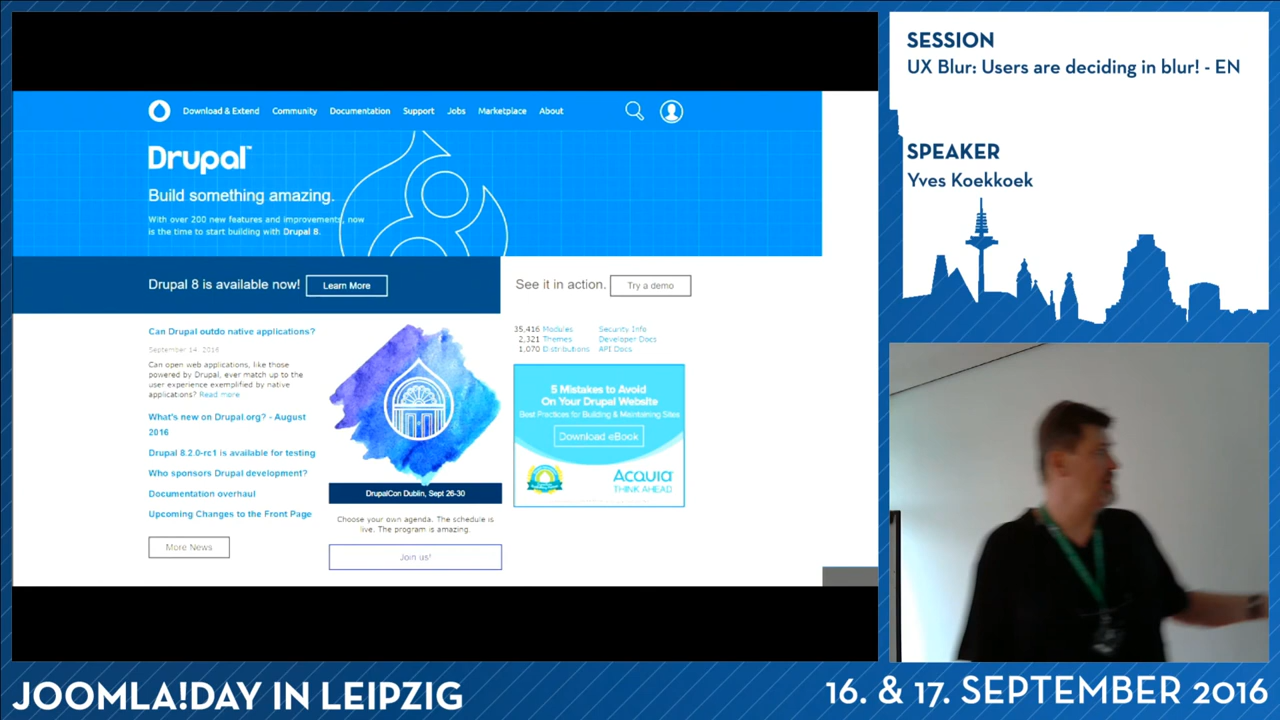 Download & Extend Community Documentation Support Jobs Marketplace About
Drupal™
Build something amazing.
With over 200 new features and improvements, now
is the time to start building with Drupal 8.
Drupal 8 is available now! Learn More
See it in action. Try a demo
Can Drupal outdo native applications?
September 14, 2016
Can open web applications, like those
powered by Drupal, ever match up to the
user experience exemplified by native
applications? Read more
What's new on Drupal.org? - August
2016
Drupal 8.2.0-rc1 is available for testing
Who sponsors Drupal development?
Documentation overhaul
Upcoming Changes to the Front Page
More News
DrupalCon Dublin, Sept 26-30
Choose your own agenda. The schedule is
live. The program is amazing.
Join us!
35,416 Modules Security Info
2,321 Themes Developer Docs
1,070 Distributions API Docs
5 Mistakes to Avoid
On Your Drupal Website
Best Practices for Building & Maintaining Sites
Download eBook
Acquia
THINK AHEAD
SESSION
UX Blur: Users are deciding in blur! - EN
SPEAKER
Yves Koekkoek
JOOMLA!DAY IN LEIPZIG
16. & 17. SEPTEMBER 2016